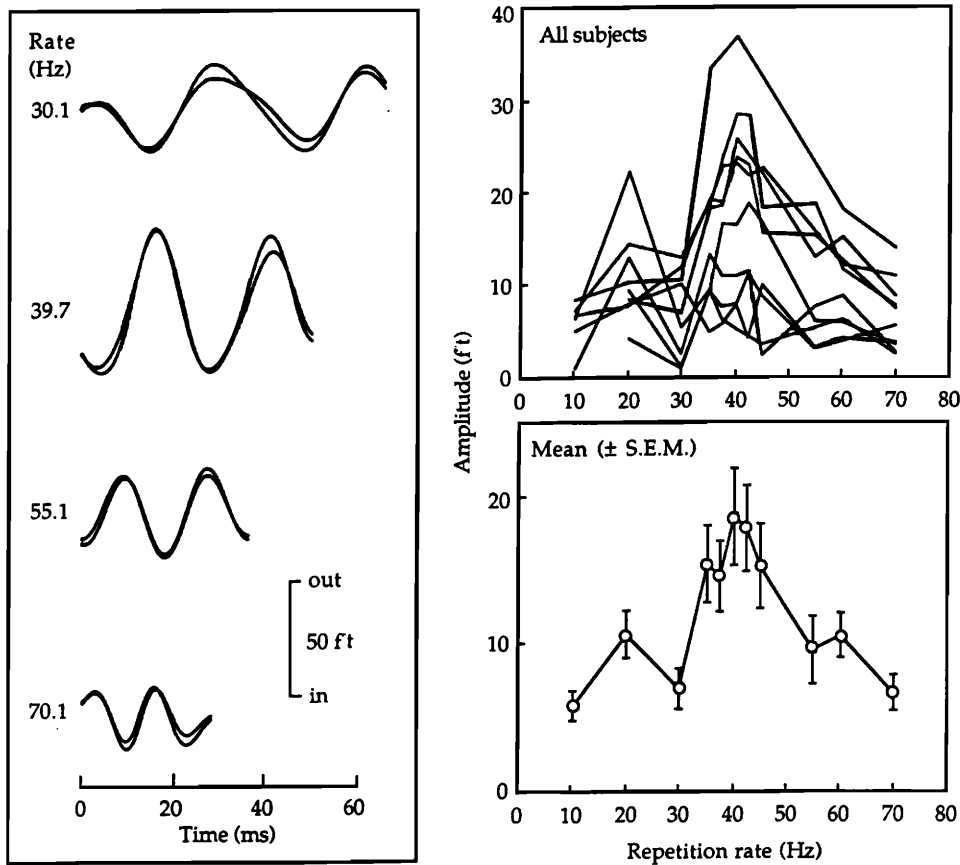 Rate
(Hz)
30.1
39.7
55.1
70.1
out
50 ft
in
0 20 40 60
Time (ms)
All subjects
40
30
20
10
0
0 10 20 30 40 50 60 70 80
Amplitude (ft)
Mean (± S.E.M.)
20
10
0
0 10 20 30 40 50 60 70 80
Repetition rate (Hz)